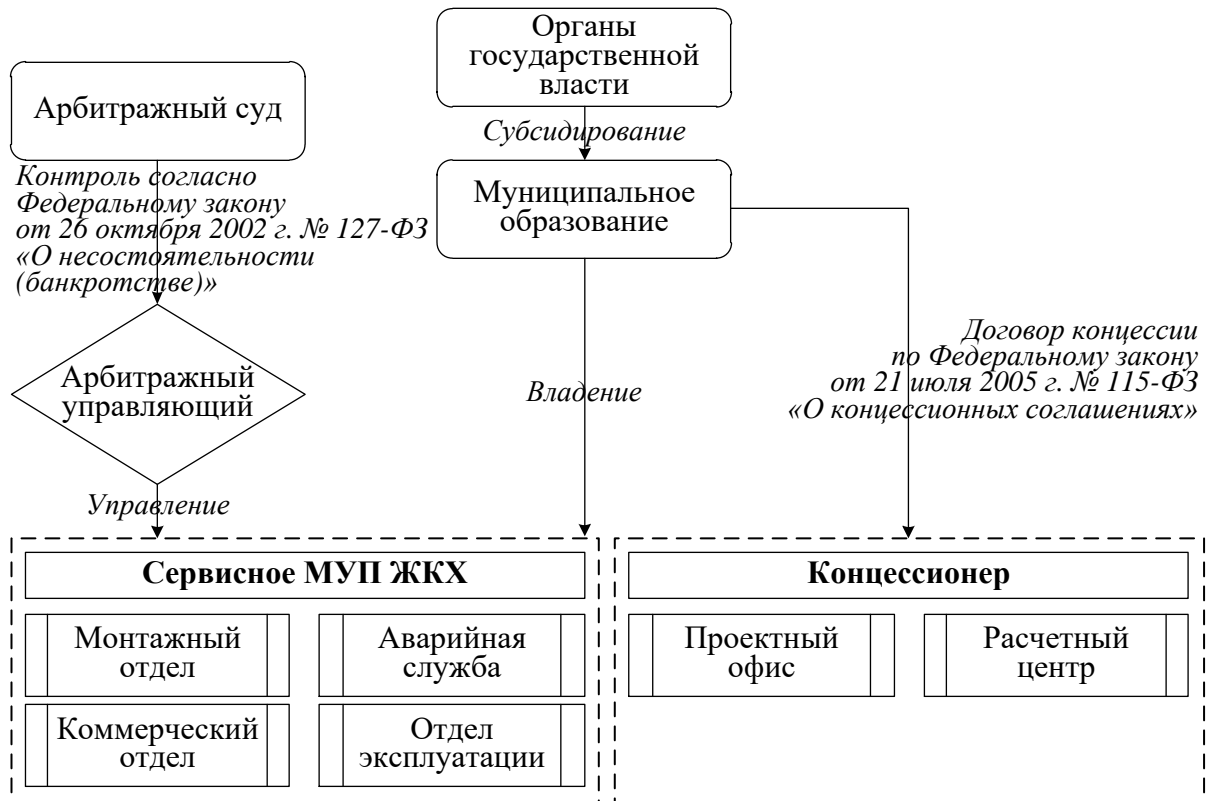 Органы
государственной
власти
Арбитражный суд
Субсидирование
Контроль согласно
Федеральному закону
от 26 октября 2002 г. № 127-ФЗ
«О несостоятельности
(банкротстве)»
Муниципальное
образование
Договор концессии
по Федеральному закону
от 21 июля 2005 г. № 115-ФЗ
«О концессионных соглашениях»
Арбитражный
управляющий
Владение
Управление
Сервисное МУП ЖКХ
Монтажный
отдел
Аварийная
служба
Коммерческий
отдел
Отдел
эксплуатации
Концессионер
Проектный
офис
Расчетный
центр